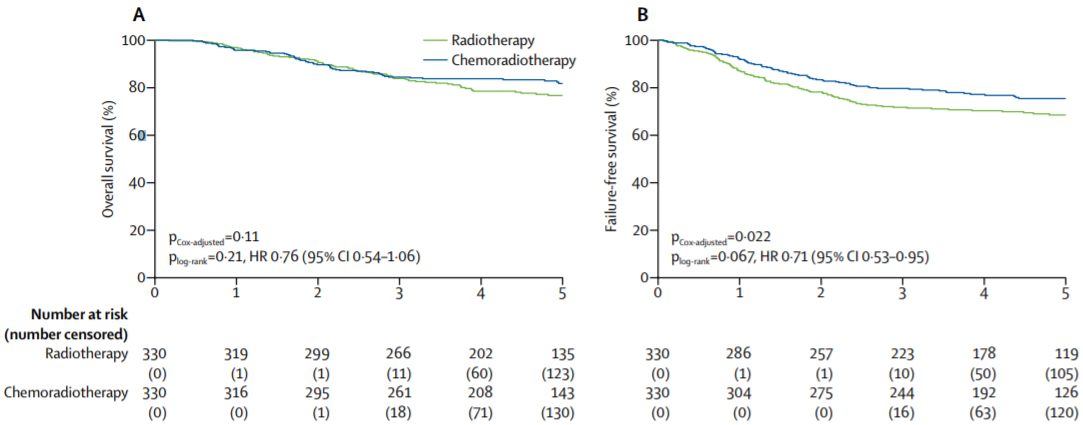 A
B
Overall survival (%)
100
80
60
40
20
0
Radiotherapy
Chemoradiotherapy
pCox-adjusted=0·11
plog-rank=0·21, HR 0·76 (95% CI 0·54–1·06)
0 1 2 3 4 5
Failure-free survival (%)
100
80
60
40
20
0
pCox-adjusted=0·022
plog-rank=0·067, HR 0·71 (95% CI 0·53–0·95)
0 1 2 3 4 5
Number at risk
(number censored)
Radiotherapy 330 319 299 266 202 135 330 286 257 223 178 119
(0) (1) (1) (11) (60) (123) (0) (1) (1) (10) (50) (105)
Chemoradiotherapy 330 316 295 261 208 143 330 304 275 244 192 126
(0) (0) (1) (18) (71) (130) (0) (0) (0) (16) (63) (120)